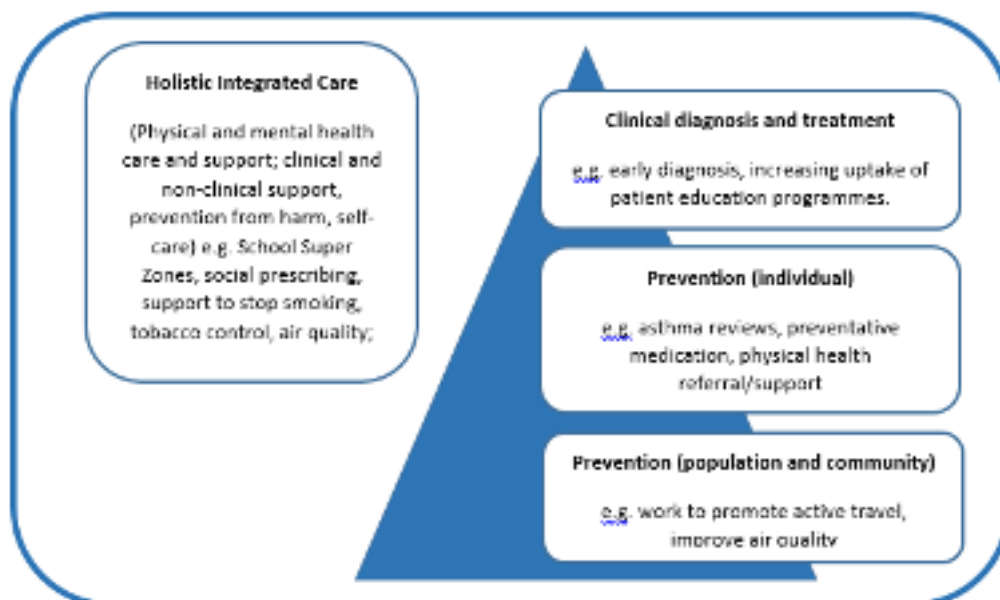 Holistic Integrated Care
(Physical and mental health
care and support; clinical and
non-clinical support,
prevention from harm, self-
care) e.g. School Super
Zones, social prescribing,
support to stop smoking,
tobacco control, air quality;
Clinical diagnosis and treatment
e.g. early diagnosis, increasing uptake of
patient education programmes.
Prevention (individual)
e.g. asthma reviews, preventative
medication, physical health
referral/support
Prevention (population and community)
e.g. work to promote active travel,
improve air quality